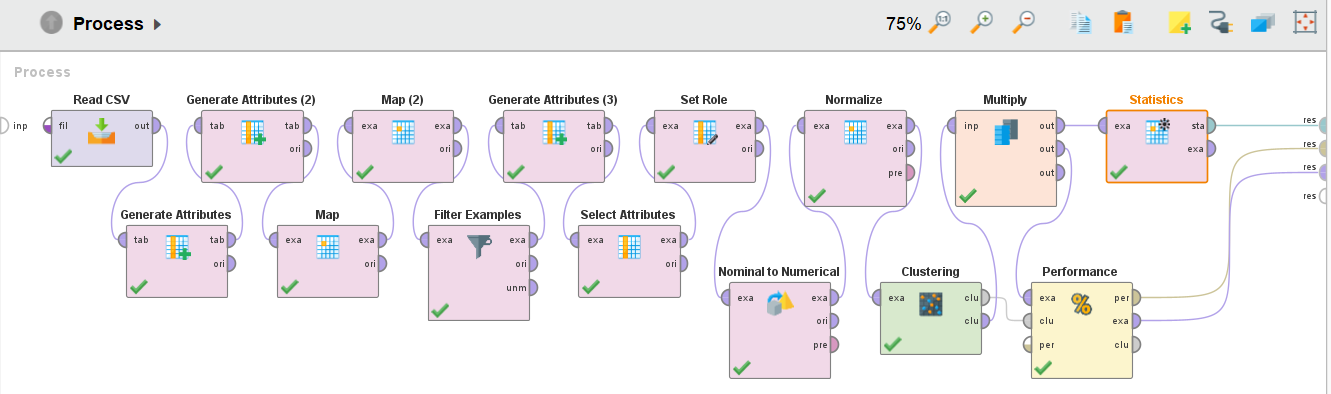 Process
75%
Process
Read CSV
inp
fil
out
Generate Attributes
tab
tab
ori
Generate Attributes (2)
tab
tab
ori
Map
exa
exa
ori
Map (2)
exa
exa
ori
Filter Examples
exa
exa
ori
unm
Generate Attributes (3)
tab
tab
ori
Select Attributes
exa
exa
ori
Set Role
exa
exa
ori
Nominal to Numerical
exa
exa
ori
pre
Normalize
exa
exa
ori
pre
Clustering
exa
clu
clu
Multiply
inp
out
out
out
Performance
exa
per
clu
exa
per
clu
Statistics
exa
sta
exa
res
res
res
res
1:1